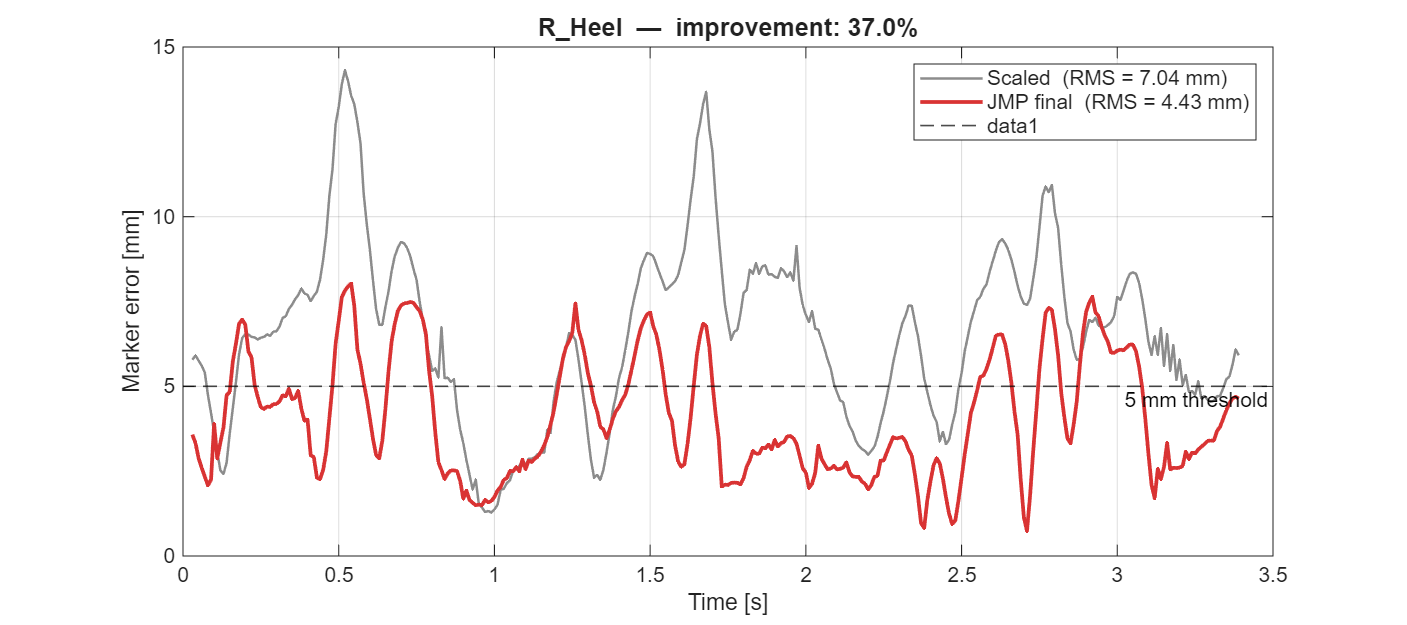 R_Heel — improvement: 37.0%
15
10
5
0
Marker error [mm]
Scaled (RMS = 7.04 mm)
JMP final (RMS = 4.43 mm)
data1
5 mm threshold
0 0.5 1 1.5 2 2.5 3 3.5
Time [s]